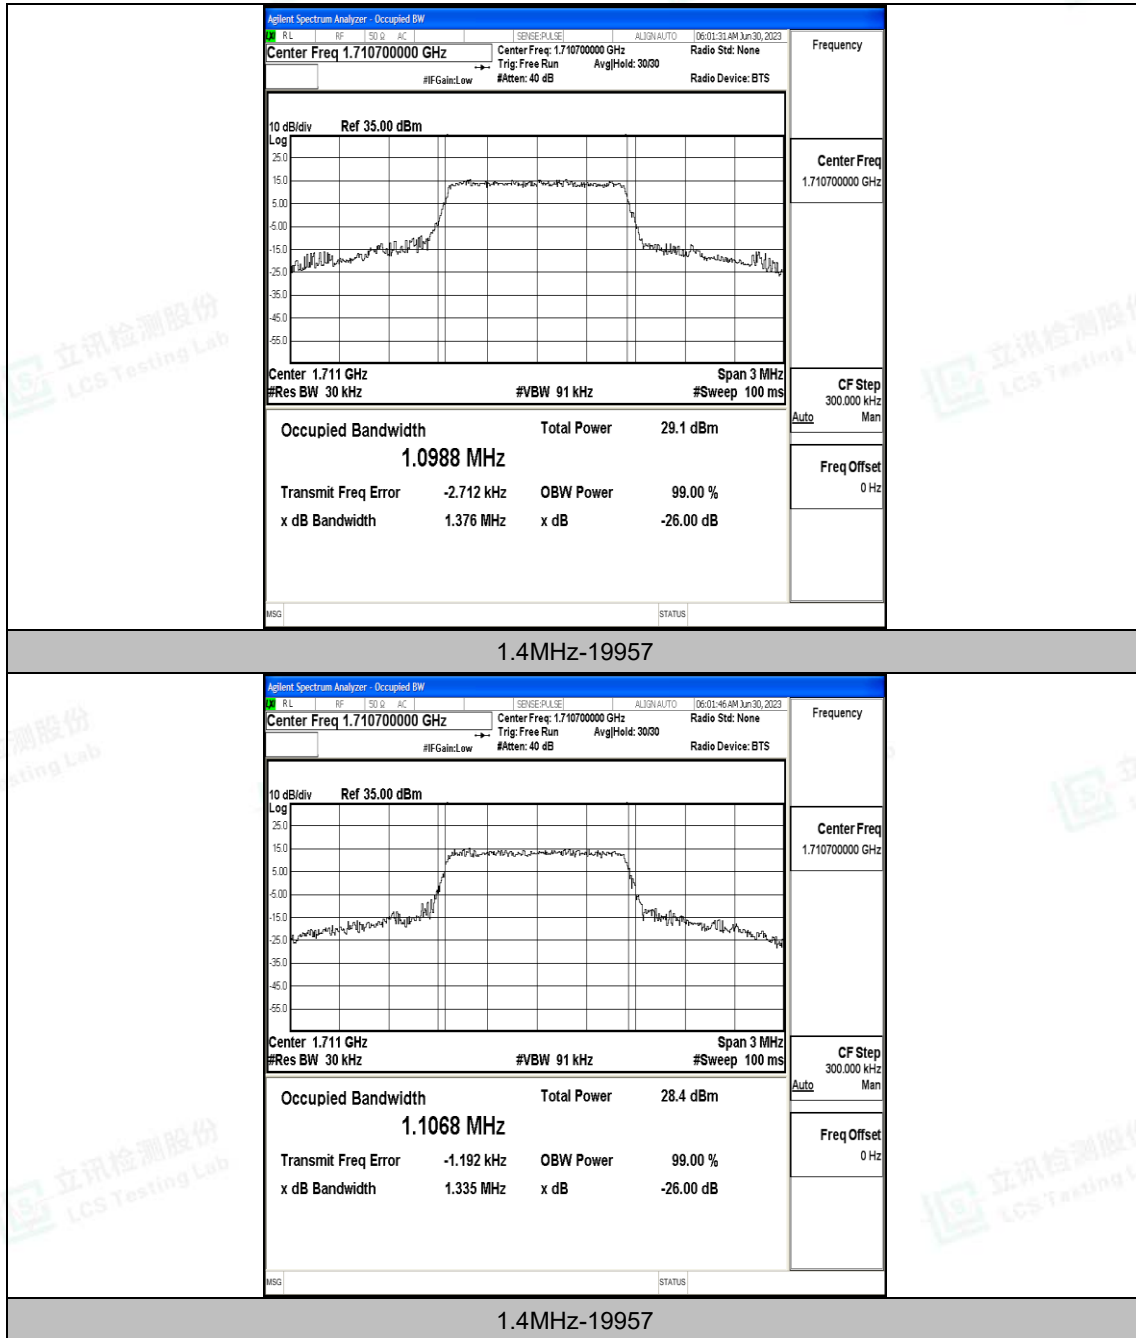 Agilent Spectrum Analyzer - Occupied BW
LXI RL RF 50 Ω AC SENSE:PULSE ALIGN AUTO 06:01:31 AM Jun 30, 2023
Center Freq 1.710700000 GHz Center Freq: 1.710700000 GHz Radio Std: None Frequency
Trig: Free Run Avg|Hold: 30/30
#IFGain:Low #Atten: 40 dB Radio Device: BTS
10 dB/div Ref 35.00 dBm
Log
25.0
15.0
5.00
-5.00
-15.0
-25.0
-35.0
-45.0
-55.0
Center Freq
1.710700000 GHz
Center 1.711 GHz Span 3 MHz
#Res BW 30 kHz #VBW 91 kHz #Sweep 100 ms
CF Step
300.000 kHz
Auto Man
Occupied Bandwidth Total Power 29.1 dBm
1.0988 MHz
Freq Offset
0 Hz
Transmit Freq Error -2.712 kHz OBW Power 99.00 %
x dB Bandwidth 1.376 MHz x dB -26.00 dB
MSG STATUS
1.4MHz-19957
Agilent Spectrum Analyzer - Occupied BW
LXI RL RF 50 Ω AC SENSE:PULSE ALIGN AUTO 06:01:46 AM Jun 30, 2023
Center Freq 1.710700000 GHz Center Freq: 1.710700000 GHz Radio Std: None Frequency
Trig: Free Run Avg|Hold: 30/30
#IFGain:Low #Atten: 40 dB Radio Device: BTS
10 dB/div Ref 35.00 dBm
Log
25.0
15.0
5.00
-5.00
-15.0
-25.0
-35.0
-45.0
-55.0
Center Freq
1.710700000 GHz
Center 1.711 GHz Span 3 MHz
#Res BW 30 kHz #VBW 91 kHz #Sweep 100 ms
CF Step
300.000 kHz
Auto Man
Occupied Bandwidth Total Power 28.4 dBm
1.1068 MHz
Freq Offset
0 Hz
Transmit Freq Error -1.192 kHz OBW Power 99.00 %
x dB Bandwidth 1.335 MHz x dB -26.00 dB
MSG STATUS
1.4MHz-19957
立讯检测股份
LCS Testing Lab